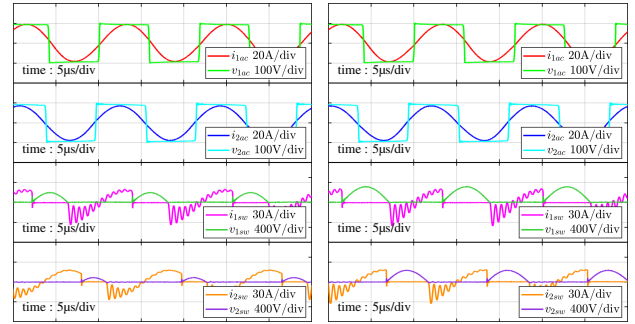 i1ac 20A/div
v1ac 100V/div
time : 5µs/div
i1ac 20A/div
v1ac 100V/div
time : 5µs/div
i2ac 20A/div
v2ac 100V/div
time : 5µs/div
i2ac 20A/div
v2ac 100V/div
time : 5µs/div
i1sw 30A/div
v1sw 400V/div
time : 5µs/div
i1sw 30A/div
v1sw 400V/div
time : 5µs/div
i2sw 30A/div
v2sw 400V/div
time : 5µs/div
i2sw 30A/div
v2sw 400V/div
time : 5µs/div